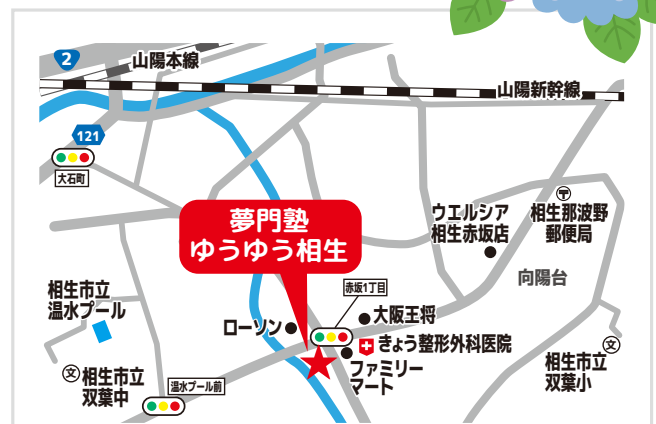 2
山陽本線
山陽新幹線
121
大石町
夢門塾
ゆうゆう相生
ウエルシア
相生赤坂店
〒
相生那波野
郵便局
向陽台
相生市立
温水プール
赤坂1丁目
ローソン
大阪王将
きょう整形外科医院
ファミリー
マート
文
相生市立
双葉中
温水プール前
文
相生市立
双葉小